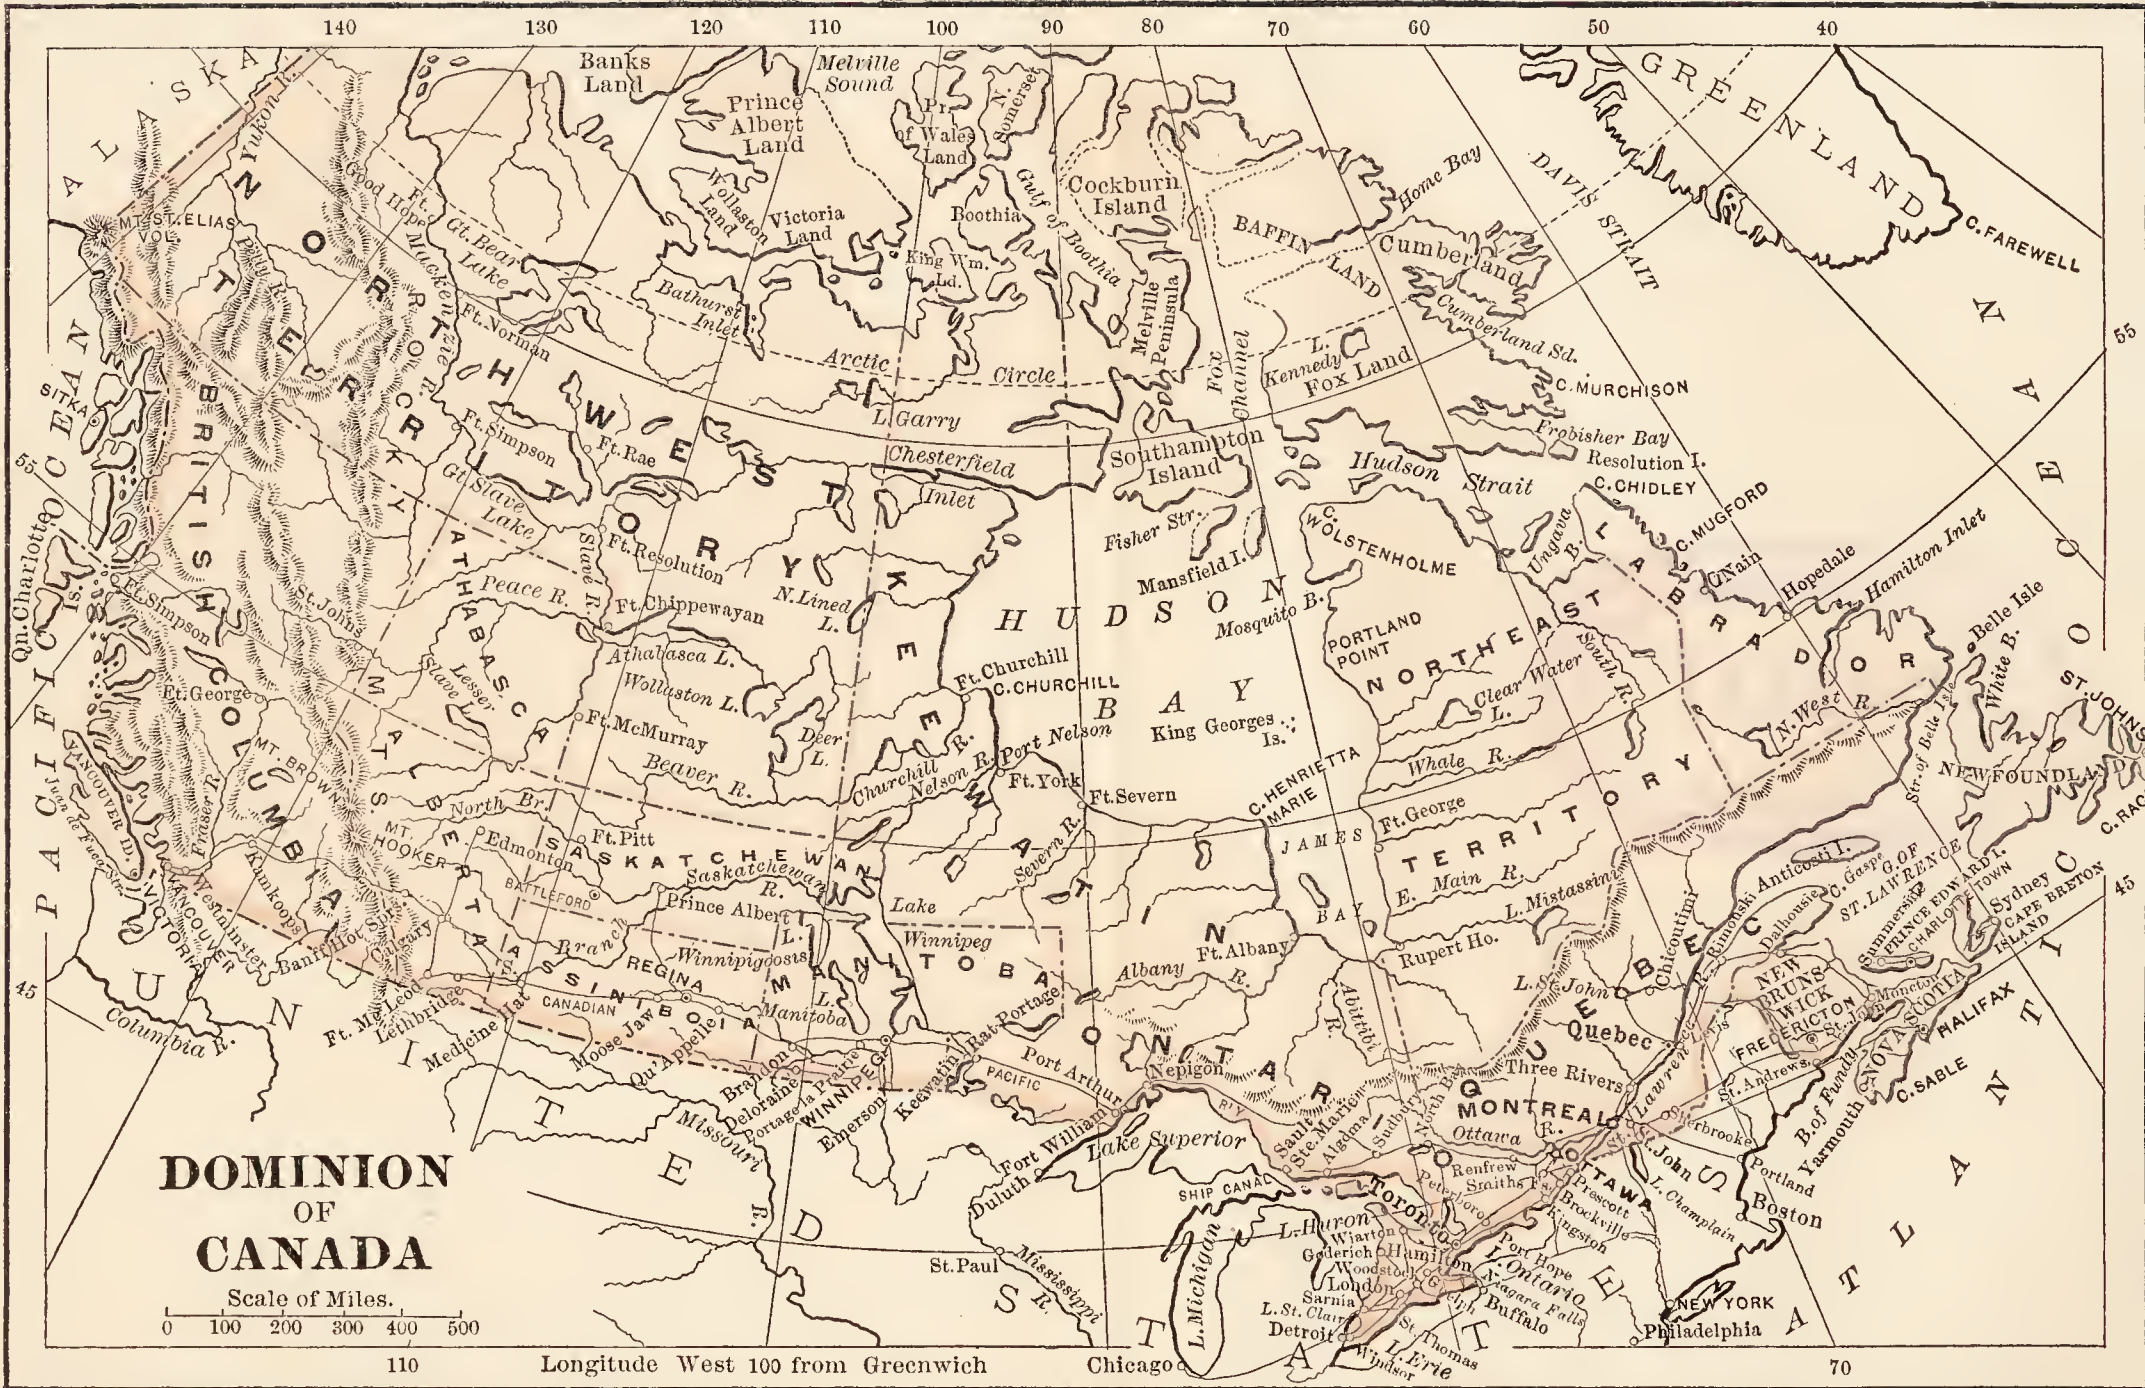 140 130 120 110 100 90 80 70 60 50 40
ALASKA
Yukon R.
Banks
Land
Melville
Sound
Prince
Albert
Land
Pr.
of Wales
Land
N.
Somerset
GREENLAND
C. FAREWELL
DAVIS STRAIT
Home Bay
Cockburn
Island
Gulf of Boothia
Boothia
Wollaston
Land
Victoria
Land
King Wm.
Ld.
BAFFIN
LAND
Cumberland
Cumberland Sd.
Melville
Peninsula
Fox
Channel
L.
Kennedy
Fox Land
C. MURCHISON
Frobisher Bay
Resolution I.
C. CHIDLEY
Hudson Strait
MT. ST. ELIAS
VOL.
Pelly R.
Ft.
Good Hope
Mackenzie R.
Gt. Bear
Lake
Ft. Norman
Bathurst
Inlet
Arctic Circle
L. Garry
Chesterfield
Inlet
Southampton
Island
Fisher Str.
Mansfield I.
NORTHWEST
TERRITORY
ROCKY
MTS.
BRITISH
COLUMBIA
SITKA
PACIFIC OCEAN
55
Qn. Charlotte
Is.
Ft. Simpson
Ft. Simpson
Ft. Rae
Gt. Slave
Lake
Slave R.
Ft. Resolution
Peace R.
Ft. Chippewayan
Athabasca L.
Wollaston L.
N. Lined
L.
Deer
L.
ATHABASCA
Lesser
Slave L.
St. Johns
Ft. George
Ft. McMurray
Beaver R.
KEEWATIN
HUDSON
BAY
Ft. Churchill
C. CHURCHILL
Churchill R.
Nelson R.
Port Nelson
Ft. York
Ft. Severn
Severn R.
King Georges
Is.
Mosquito B.
PORTLAND
POINT
C.
WOLSTENHOLME
Ungava
B.
LABRADOR
C. MUGFORD
Nain
Hopedale
Hamilton Inlet
55
Belle Isle
White B.
ST. JOHNS
NEWFOUNDLAND
C. RAC
Str. of Belle Isle
N. West R.
NORTHEAST
TERRITORY
Clear Water
L.
South R.
Whale R.
Ft. George
E. Main R.
L. Mistassini
Rupert Ho.
C. HENRIETTA
MARIE
JAMES
BAY
Ft. Albany
Albany R.
Abittibi
R.
VANCOUVER ID.
Juan de Fuca Str.
VICTORIA
VANCOUVER
Westminster
Fraser R.
Kamloops
MT. BROWN
MT.
HOOKER
Banff Hot Spr.
Calgary
ALBERTA
North Br.
Edmonton
Ft. Pitt
SASKATCHEWAN
Saskatchewan
R.
BATTLEFORD
Prince Albert
Branch
ASSINIBOIA
REGINA
CANADIAN
Ft. McLeod
Lethbridge
Medicine Hat
Moose Jaw
Qu'Appelle
L.
Winnipigoosis
Lake
Winnipeg
MANITOBA
L.
Manitoba
Brandon
Deloraine
Portage la Prairie
WINNIPEG
Emerson
Keewatin
Rat Portage
PACIFIC
R'Y
Port Arthur
Nepigon
Fort William
Duluth
Lake Superior
ONTARIO
Sault
Ste. Marie
Algoma
Sudbury
North Bay
SHIP CANAL
QUEBEC
L. St. John
Chicoutimi
Quebec
Levis
Three Rivers
MONTREAL
St. Lawrence R.
Rimouski
Anticosti I.
C. Gaspe
G. OF
ST. LAWRENCE
Dalhousie
NEW
BRUNS-
WICK
FREDERICTON
St. John
Moncton
Summerside
PRINCE EDWARD I.
CHARLOTTETOWN
Sydney
CAPE BRETON
ISLAND
45
NOVA SCOTIA
HALIFAX
C. SABLE
Yarmouth
B. of Fundy
St. Andrews
Sherbrooke
Ottawa
R.
OTTAWA
Renfrew
Smiths F.
Prescott
Brockville
Kingston
Peterboro
Port Hope
Toronto
Hamilton
Niagara Falls
L. Ontario
Buffalo
L. Huron
Wiarton
Goderich
Woodstock
Guelph
London
Sarnia
L. St. Clair
Detroit
Windsor
St. Thomas
L. Erie
St. John
L. Champlain
Portland
Boston
NEW YORK
Philadelphia
ATLANTIC OCEAN
UNITED STATES
45
Columbia R.
Missouri
R.
St. Paul
Mississippi
R.
L. Michigan
Chicago
DOMINION
OF
CANADA
Scale of Miles.
0 100 200 300 400 500
110 Longitude West 100 from Greenwich 70